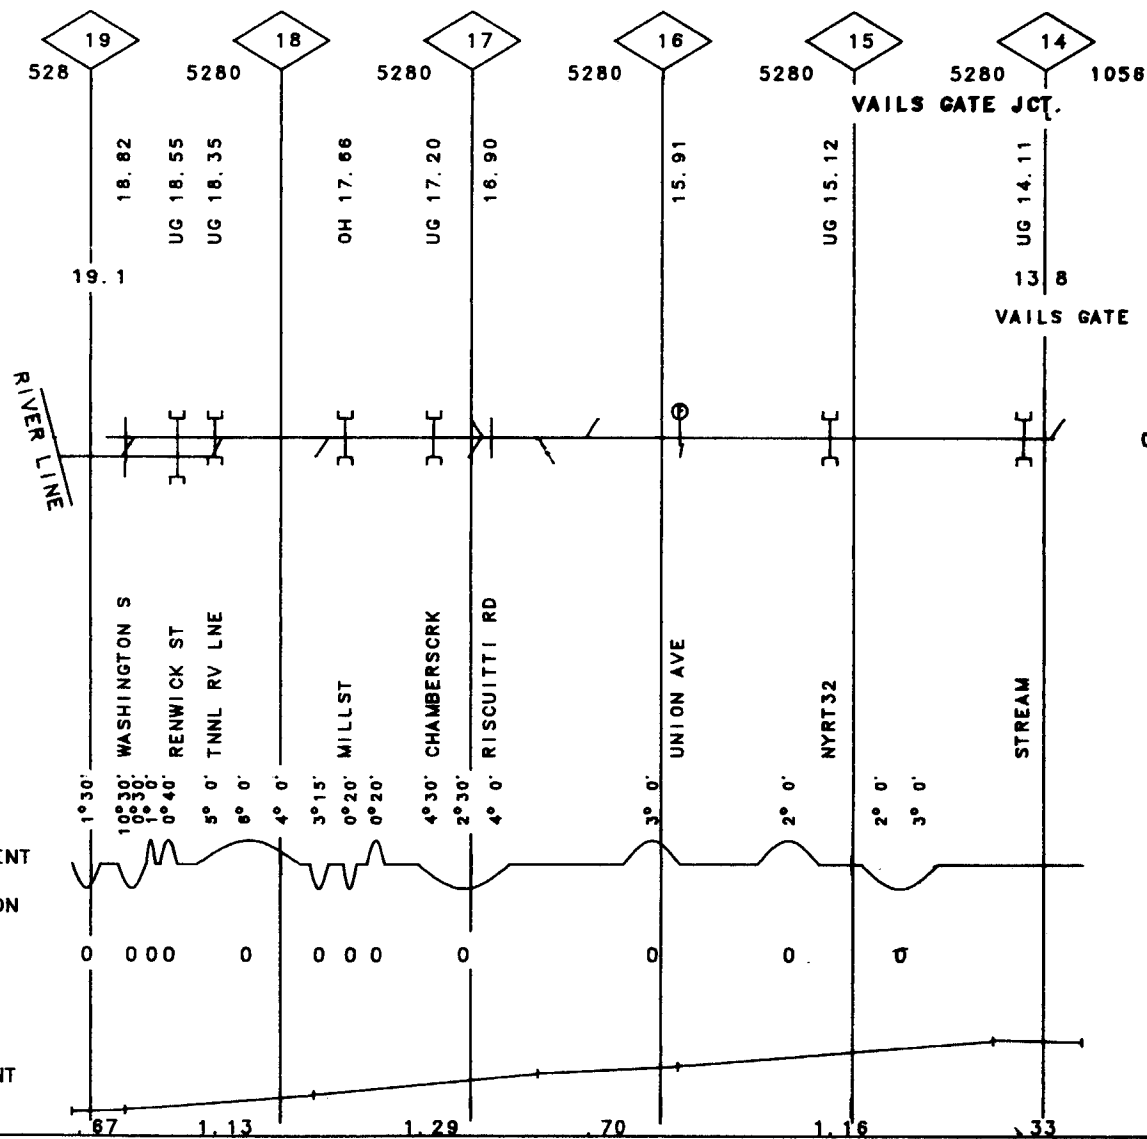 19 18 17 16 15 14
528 5280 5280 5280 5280 5280 1056
VAILS GATE JCT.
18.82
UG 18.55
UG 18.35
OH 17.66
UG 17.20
16.90
15.91
UG 15.12
UG 14.11
19.1
13 8
VAILS GATE
RIVER LINE
WASHINGTON S
RENWICK ST
TNNL RV LNE
MILLST
CHAMBERSCRK
RISCUITTI RD
UNION AVE
NYRT32
STREAM
1°30'
10°30'
0°30'
1° 0'
0°40'
5° 0'
6° 0'
4° 0'
3°15'
0°20'
0°20'
4°30'
2°30'
4° 0'
3° 0'
2° 0'
2° 0'
3° 0'
ENT
ON
0 0 0 0 0 0 0 0 0 0 0 0
NT
.67 1.13 1.29 .70 1.16 .33